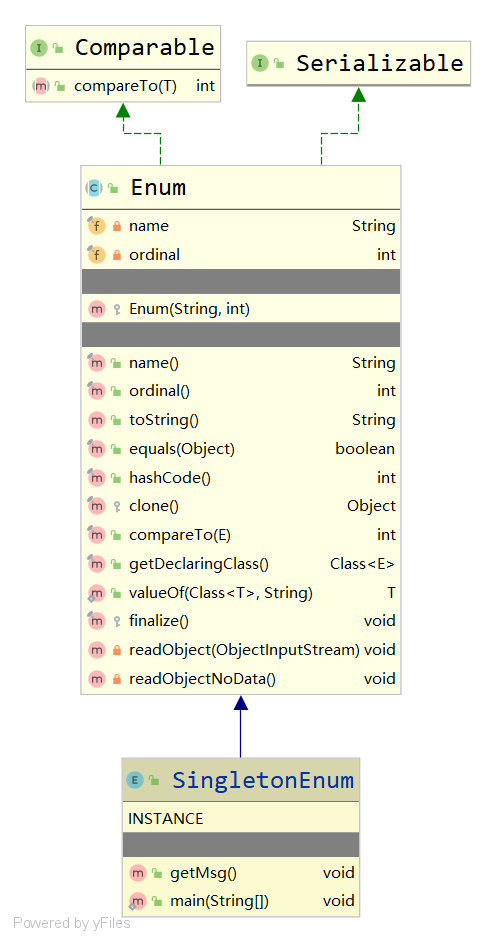 Comparable
compareTo(T) int
Serializable
Enum
name String
ordinal int
Enum(String, int)
name() String
ordinal() int
toString() String
equals(Object) boolean
hashCode() int
clone() Object
compareTo(E) int
getDeclaringClass() Class<E>
valueOf(Class<T>, String) T
finalize() void
readObject(ObjectInputStream) void
readObjectNoData() void
SingletonEnum
INSTANCE
getMsg() void
main(String[]) void
Powered by yFiles